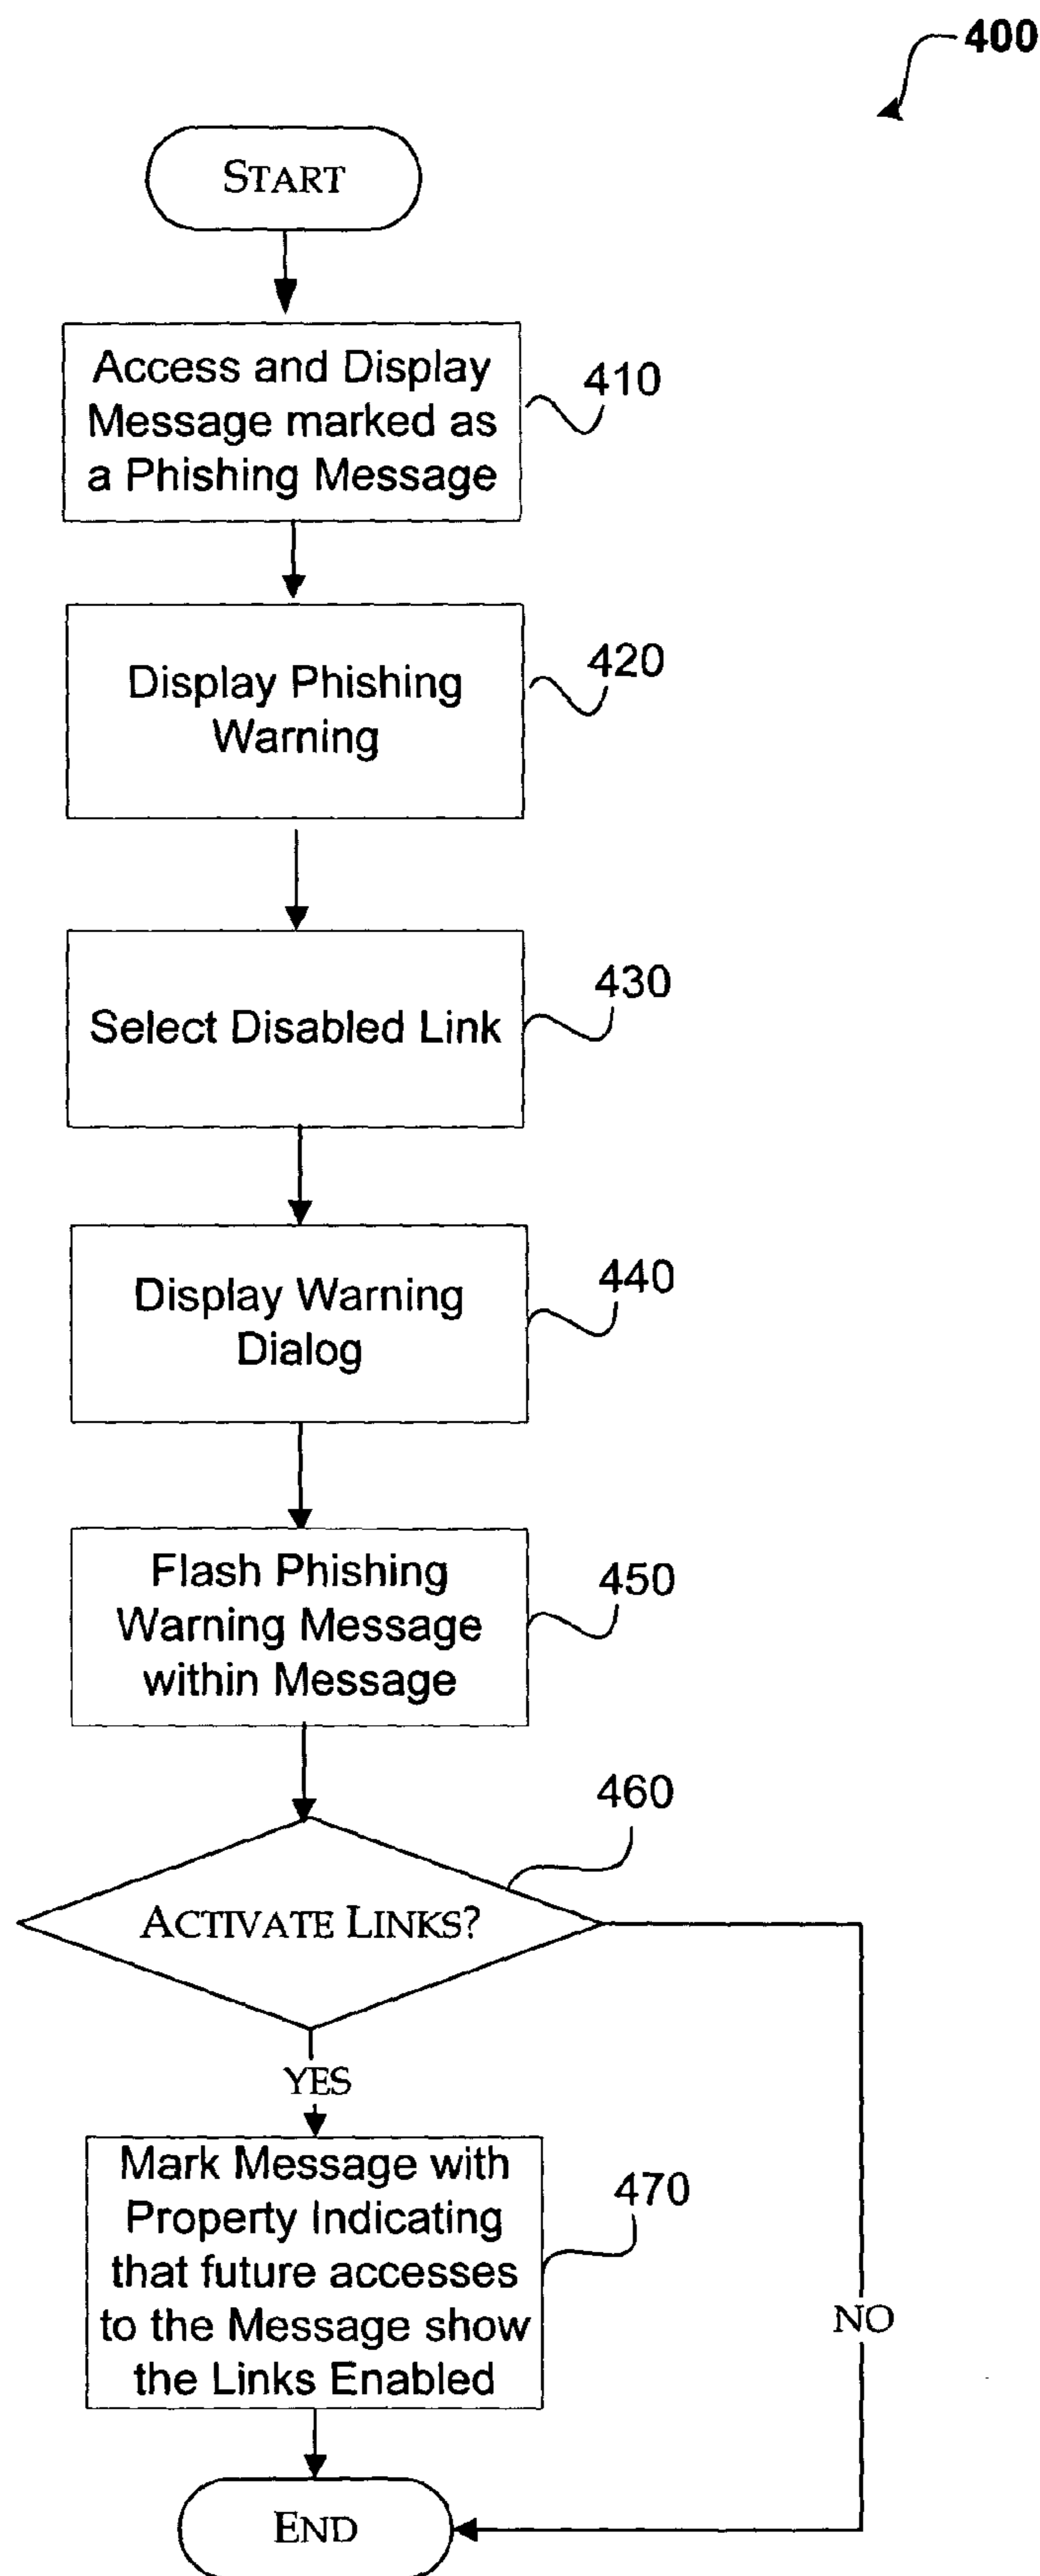 400
START
Access and Display
Message marked as
a Phishing Message
410
Display Phishing
Warning
420
Select Disabled Link
430
Display Warning
Dialog
440
Flash Phishing
Warning Message
within Message
450
460
ACTIVATE LINKS?
YES
Mark Message with
Property Indicating
that future accesses
to the Message show
the Links Enabled
470
NO
END